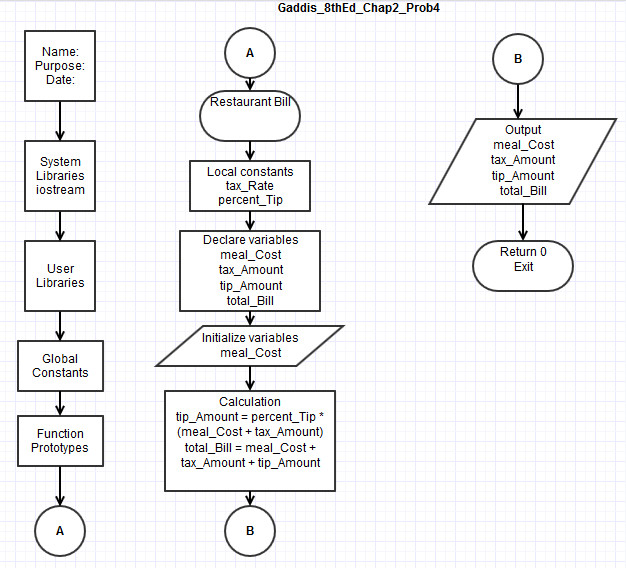 Gaddis_8thEd_Chap2_Prob4
Name:
Purpose:
Date:
System
Libraries
iostream
User
Libraries
Global
Constants
Function
Prototypes
A
A
Restaurant Bill
Local constants
tax_Rate
percent_Tip
Declare variables
meal_Cost
tax_Amount
tip_Amount
total_Bill
Initialize variables
meal_Cost
Calculation
tip_Amount = percent_Tip *
(meal_Cost + tax_Amount)
total_Bill = meal_Cost +
tax_Amount + tip_Amount
B
B
Output
meal_Cost
tax_Amount
tip_Amount
total_Bill
Return 0
Exit